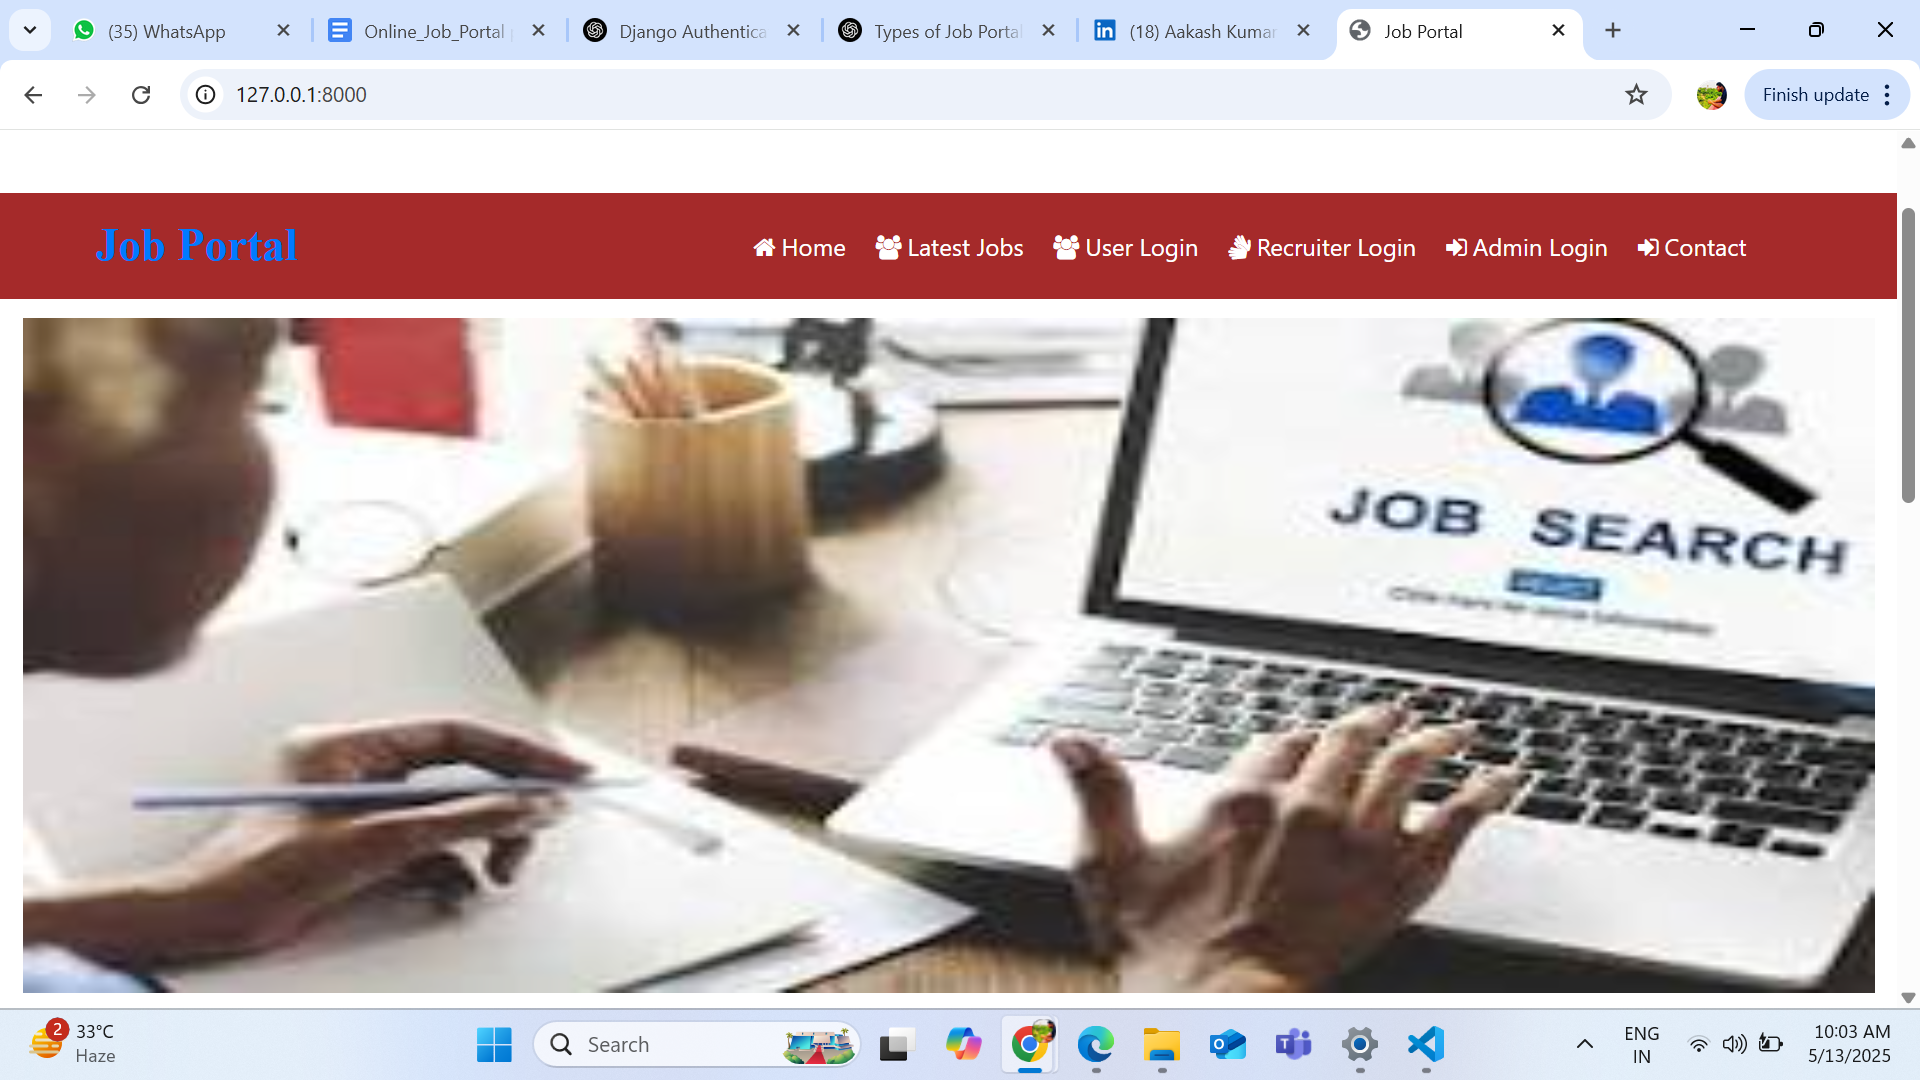 (35) WhatsApp
Online_Job_Portal
Django Authentica
Types of Job Porta
(18) Aakash Kumar
Job Portal
127.0.0.1:8000
Finish update
Job Portal
Home
Latest Jobs
User Login
Recruiter Login
Admin Login
Contact
JOB SEARCH
2
33°C
Haze
Search
ENG
IN
10:03 AM
5/13/2025